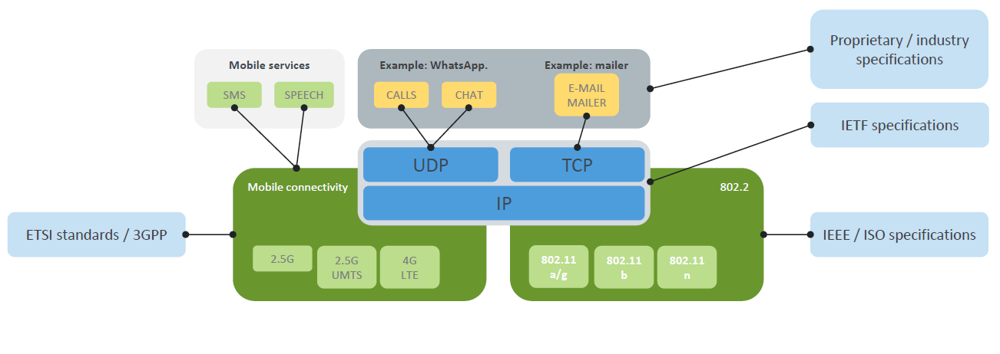 Proprietary / industry
specifications
Mobile services
SMS
SPEECH
Example: WhatsApp.
CALLS
CHAT
Example: mailer
E-MAIL
MAILER
IETF specifications
UDP
TCP
IP
Mobile connectivity
802.2
ETSI standards / 3GPP
IEEE / ISO specifications
2.5G
2.5G
UMTS
4G
LTE
802.11
a/g
802.11
b
802.11
n